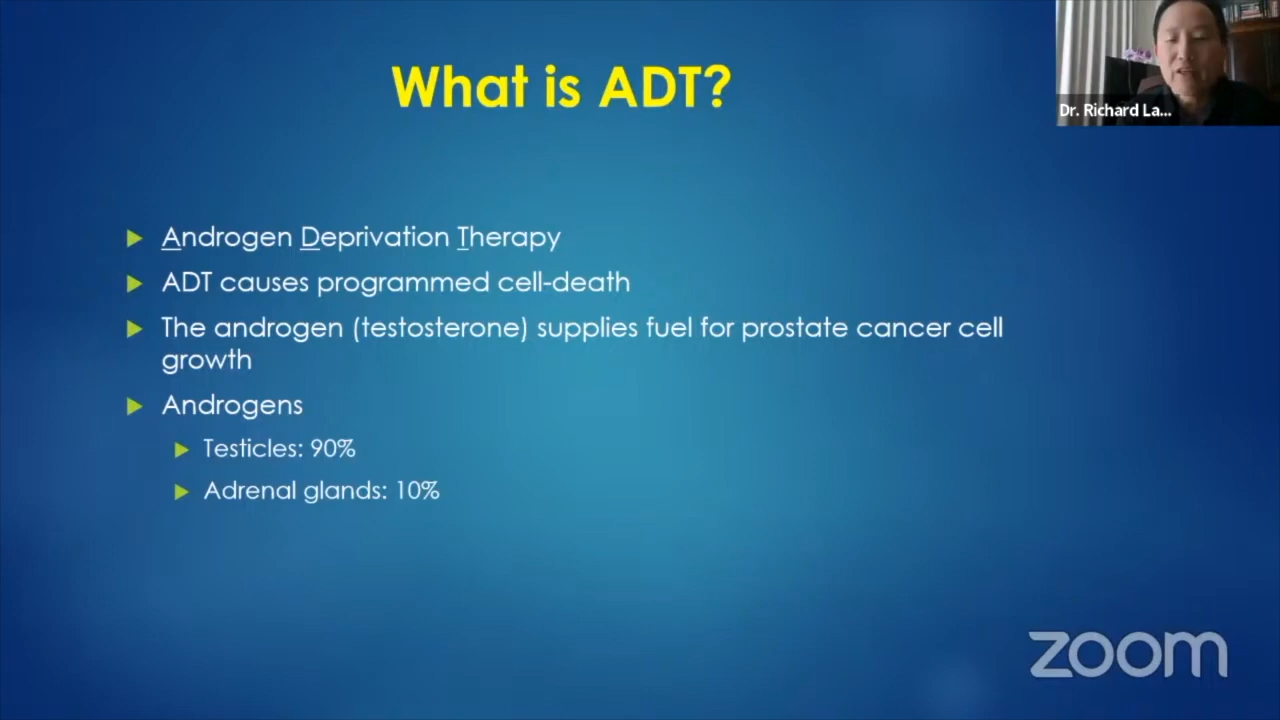 What is ADT?
Dr. Richard La...
Androgen Deprivation Therapy
ADT causes programmed cell-death
The androgen (testosterone) supplies fuel for prostate cancer cell
growth
Androgens
Testicles: 90%
Adrenal glands: 10%
zoom